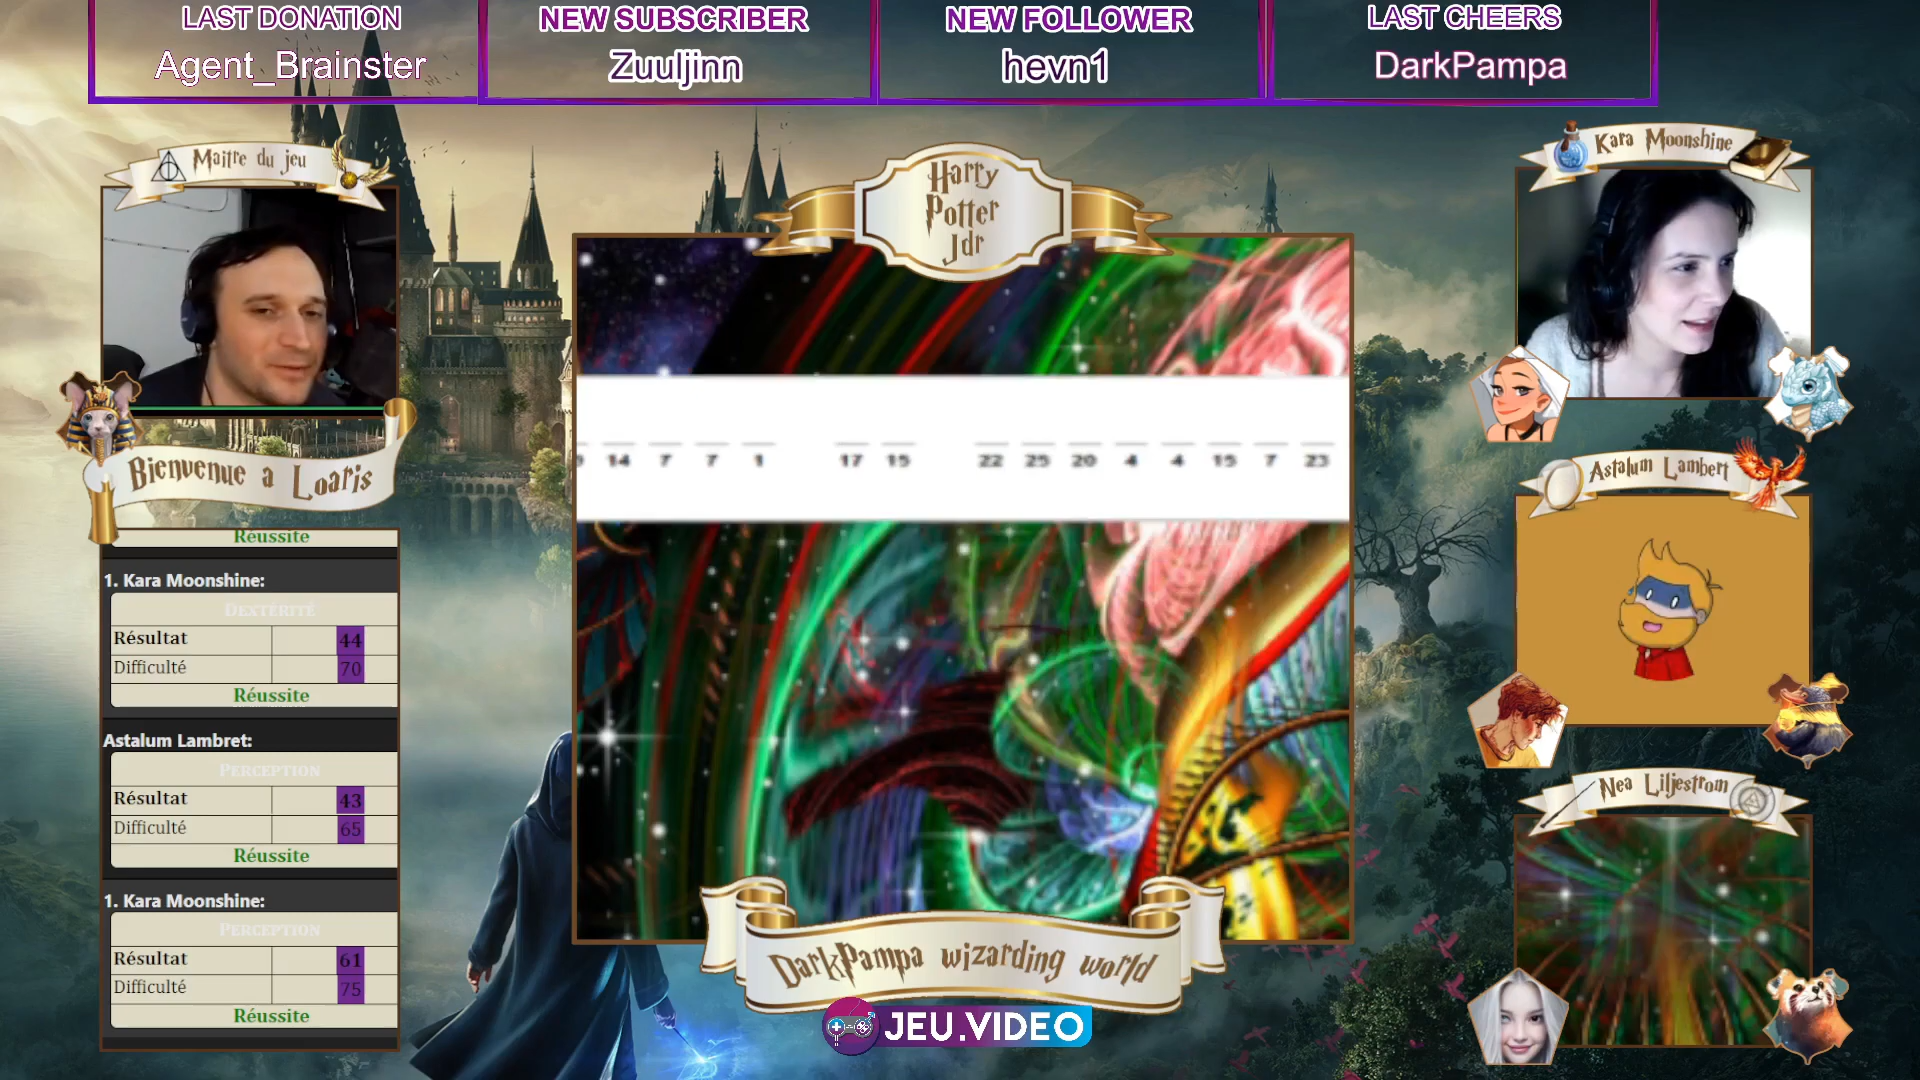 LAST DONATION
Agent_Brainster
NEW SUBSCRIBER
Zuuljinn
NEW FOLLOWER
hevn1
LAST CHEERS
DarkPampa
Maitre du jeu
Bienvenue a Loaris
Réussite
1. Kara Moonshine:
DEXTÉRITÉ
Résultat 44
Difficulté 70
Réussite
Astalum Lambret:
PERCEPTION
Résultat 43
Difficulté 65
Réussite
1. Kara Moonshine:
PERCEPTION
Résultat 61
Difficulté 75
Réussite
Harry
Potter
Jdr
14 7 7 1 17 15 22 25 20 4 4 15 7 23
DarkPampa wizarding world
JEU.VIDEO
Kara Moonshine
Astalum Lambert
Nea Liljestrom